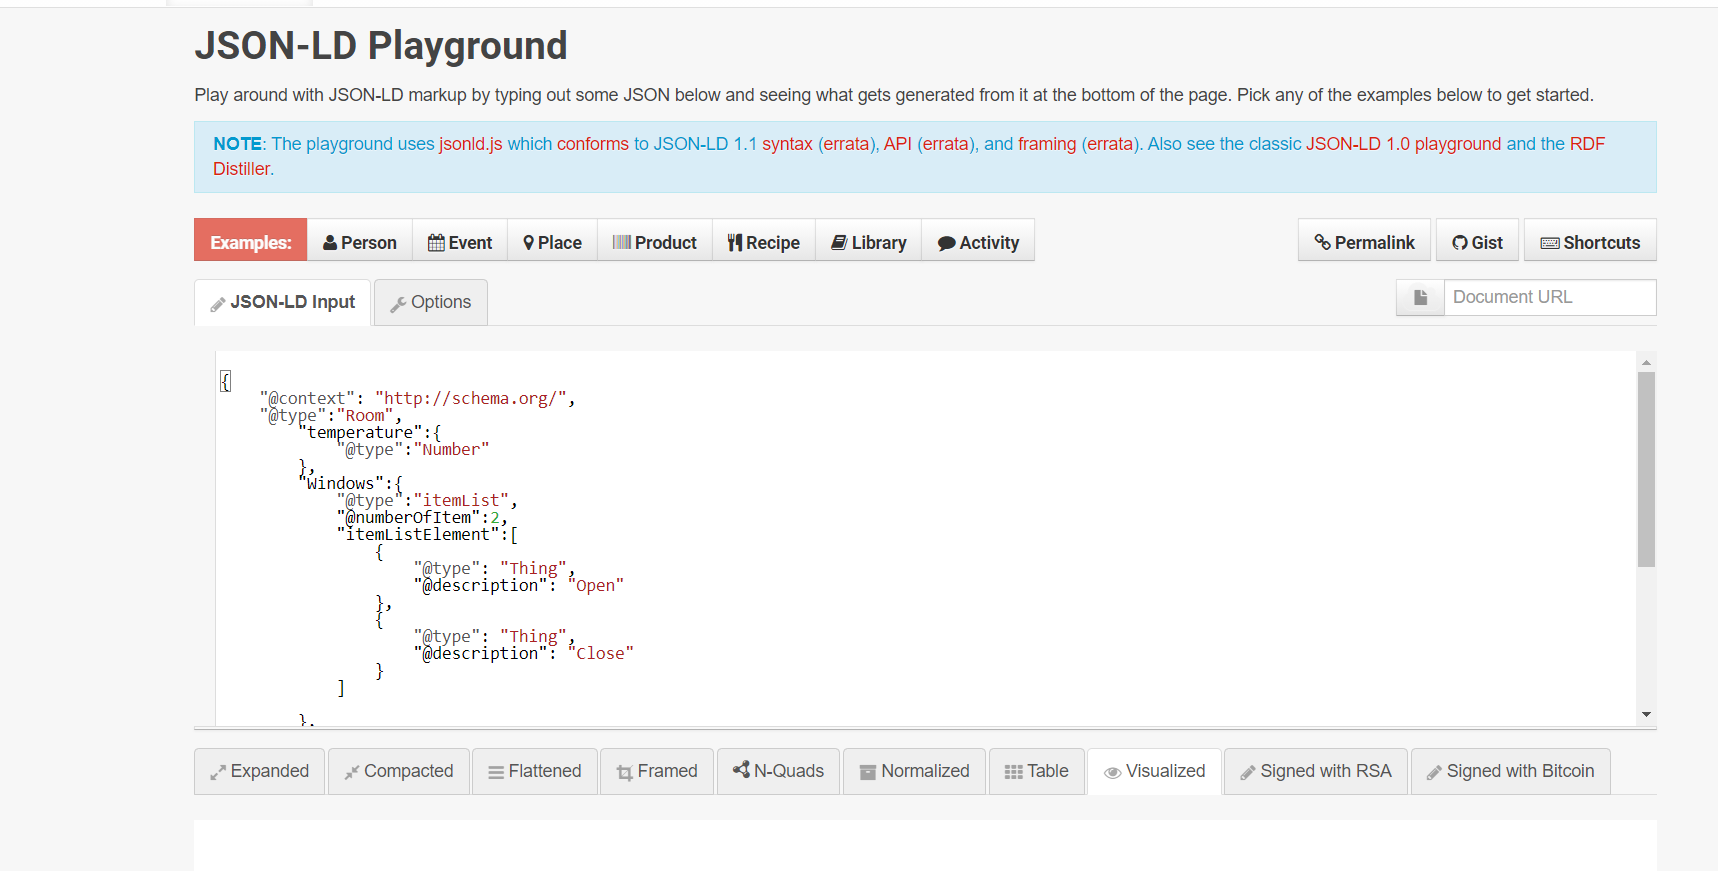 JSON-LD Playground
Play around with JSON-LD markup by typing out some JSON below and seeing what gets generated from it at the bottom of the page. Pick any of the examples below to get started.
NOTE: The playground uses jsonld.js which conforms to JSON-LD 1.1 syntax (errata), API (errata), and framing (errata). Also see the classic JSON-LD 1.0 playground and the RDF
Distiller.
Examples: Person Event Place Product Recipe Library Activity Permalink Gist Shortcuts
JSON-LD Input Options Document URL
{
    "@context": "http://schema.org/",
    "@type":"Room",
        "temperature":{
            "@type":"Number"
        },
        "Windows":{
            "@type":"itemList",
            "@numberOfItem":2,
            "itemListElement":[
                {
                    "@type": "Thing",
                    "@description": "Open"
                },
                {
                    "@type": "Thing",
                    "@description": "Close"
                }
            ]
        },
Expanded Compacted Flattened Framed N-Quads Normalized Table Visualized Signed with RSA Signed with Bitcoin